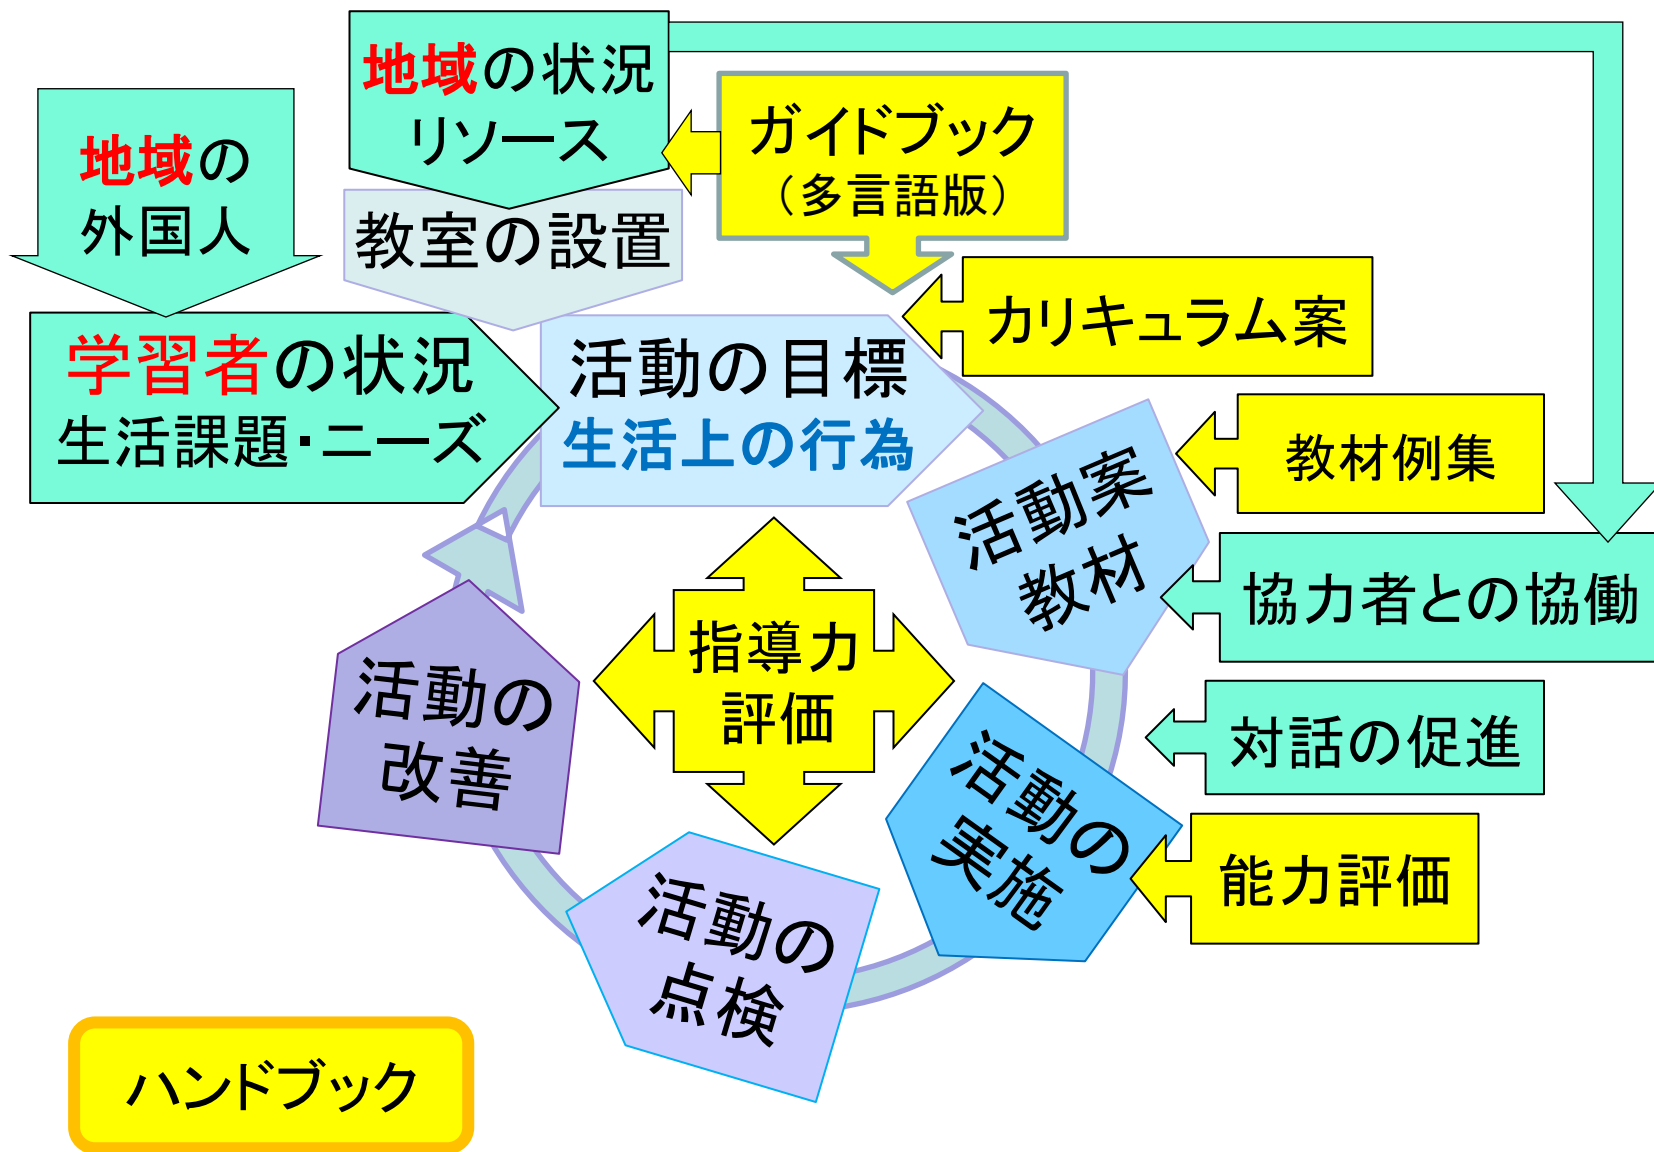 地域の状況
リソース
ガイドブック
（多言語版）
地域の
外国人
教室の設置
カリキュラム案
学習者の状況
生活課題・ニーズ
活動の目標
生活上の行為
教材例集
活動案
教材
協力者との協働
指導力
評価
対話の促進
活動の
改善
活動の
実施
能力評価
活動の
点検
ハンドブック